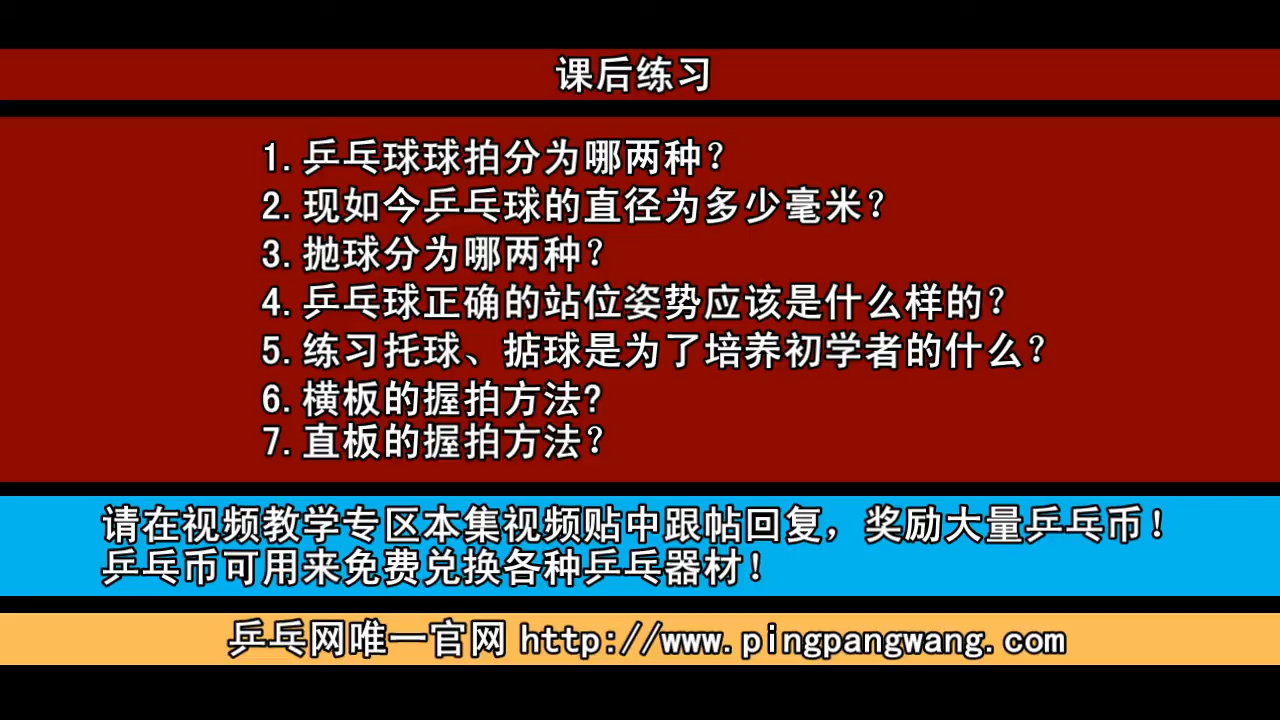 课后练习
1.乒乓球球拍分为哪两种？
2.现如今乒乓球的直径为多少毫米？
3.抛球分为哪两种？
4.乒乓球正确的站位姿势应该是什么样的？
5.练习托球、掂球是为了培养初学者的什么？
6.横板的握拍方法?
7.直板的握拍方法？
请在视频教学专区本集视频贴中跟帖回复，奖励大量乒乓币！
乒乓币可用来免费兑换各种乒乓器材！
乒乓网唯一官网 http://www.pingpangwang.com